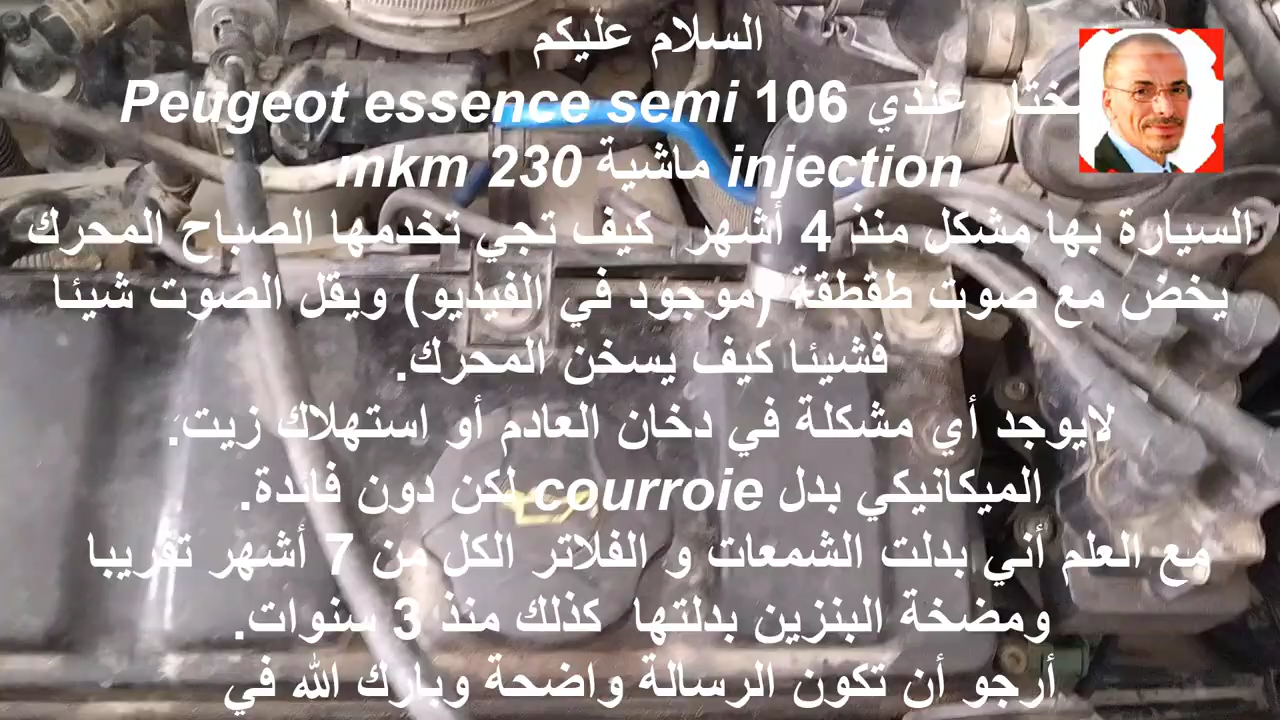 السلام عليكم
مختار عندي 106 Peugeot essence semi
injection ماشية 230 mkm
السيارة بها مشكل منذ 4 أشهر كيف تجي تخدمها الصباح المحرك
يخض مع صوت طقطقة (موجود في الفيديو) ويقل الصوت شيئا
فشيئا كيف يسخن المحرك.
لايوجد أي مشكلة في دخان العادم أو استهلاك زيت.
الميكانيكي بدل courroie لكن دون فائدة.
مع العلم أني بدلت الشمعات و الفلاتر الكل من 7 أشهر تقريبا
ومضخة البنزين بدلتها كذلك منذ 3 سنوات.
أرجو أن تكون الرسالة واضحة وبارك الله في